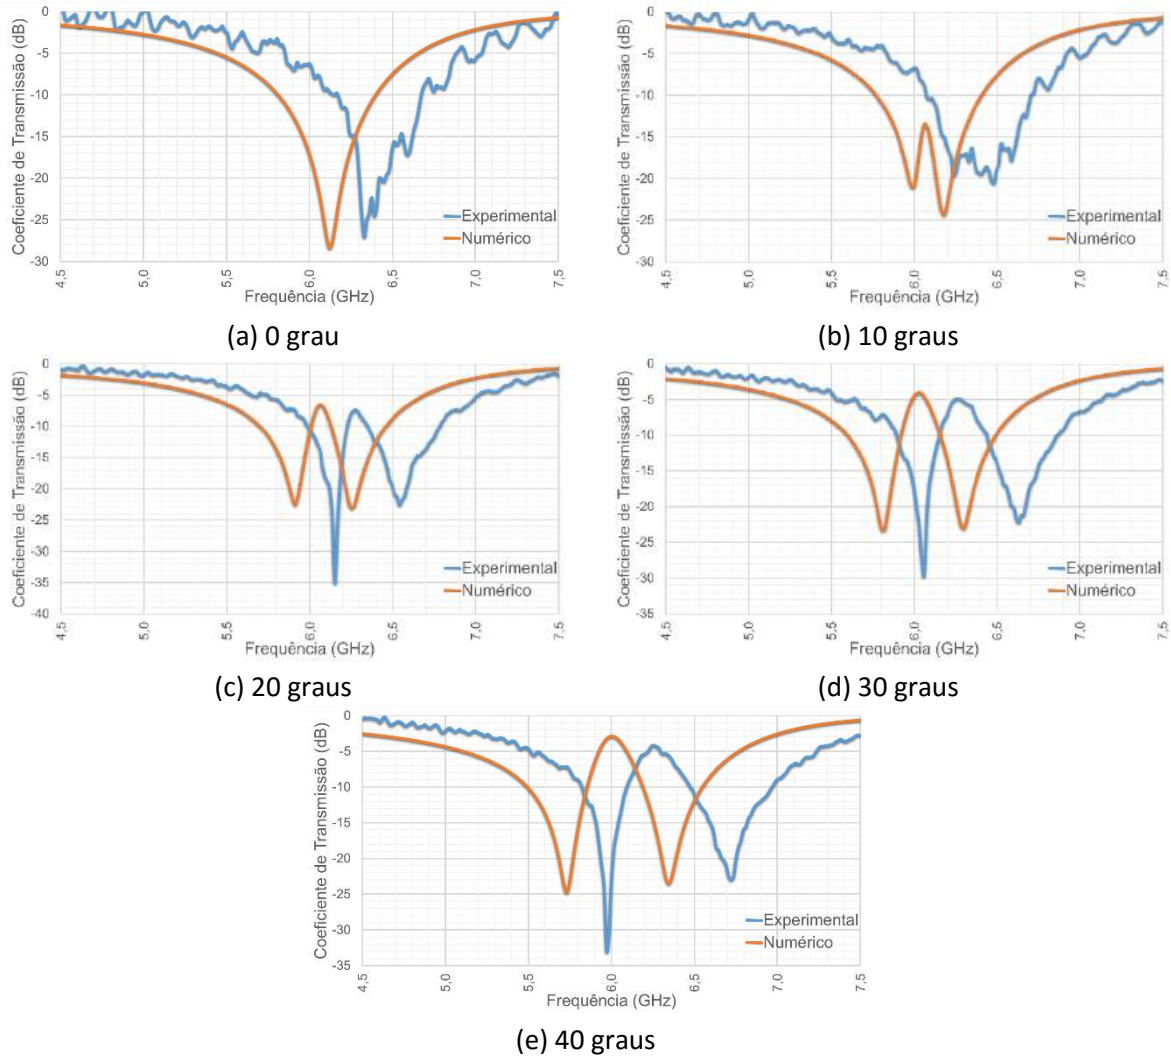 Coeficiente de Transmissão (dB)
0
-5
-10
-15
-20
-25
-30
Experimental
Numérico
4,5
5,0
5,5
6,0
6,5
7,0
7,5
Frequência (GHz)
(a) 0 grau
Coeficiente de Transmissão (dB)
0
-5
-10
-15
-20
-25
-30
Experimental
Numérico
4,5
5,0
5,5
6,0
6,5
7,0
7,5
Frequência (GHz)
(b) 10 graus
Coeficiente de Transmissão (dB)
0
-5
-10
-15
-20
-25
-30
-35
-40
Experimental
Numérico
4,5
5,0
5,5
6,0
6,5
7,0
7,5
Frequência (GHz)
(c) 20 graus
Coeficiente de Transmissão (dB)
0
-5
-10
-15
-20
-25
-30
-35
Experimental
Numérico
4,5
5,0
5,5
6,0
6,5
7,0
7,5
Frequência (GHz)
(d) 30 graus
Coeficiente de Transmissão (dB)
0
-5
-10
-15
-20
-25
-30
-35
Experimental
Numérico
4,5
5,0
5,5
6,0
6,5
7,0
7,5
Frequência (GHz)
(e) 40 graus